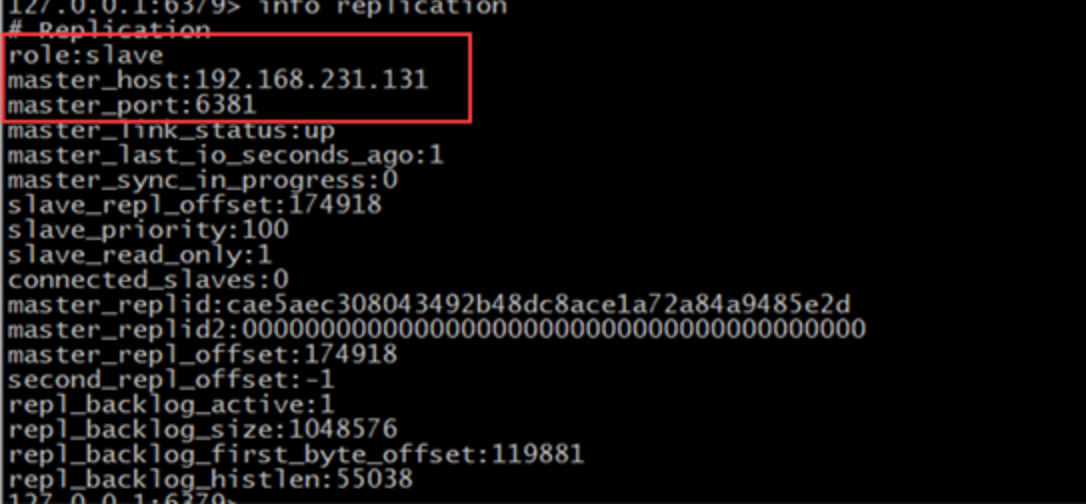 127.0.0.1:6379> info replication
# Replication
role:slave
master_host:192.168.231.131
master_port:6381
master_link_status:up
master_last_io_seconds_ago:1
master_sync_in_progress:0
slave_repl_offset:174918
slave_priority:100
slave_read_only:1
connected_slaves:0
master_replid:cae5aec308043492b48dc8ace1a72a84a9485e2d
master_replid2:0000000000000000000000000000000000000000
master_repl_offset:174918
second_repl_offset:-1
repl_backlog_active:1
repl_backlog_size:1048576
repl_backlog_first_byte_offset:119881
repl_backlog_histlen:55038
127.0.0.1:6379>